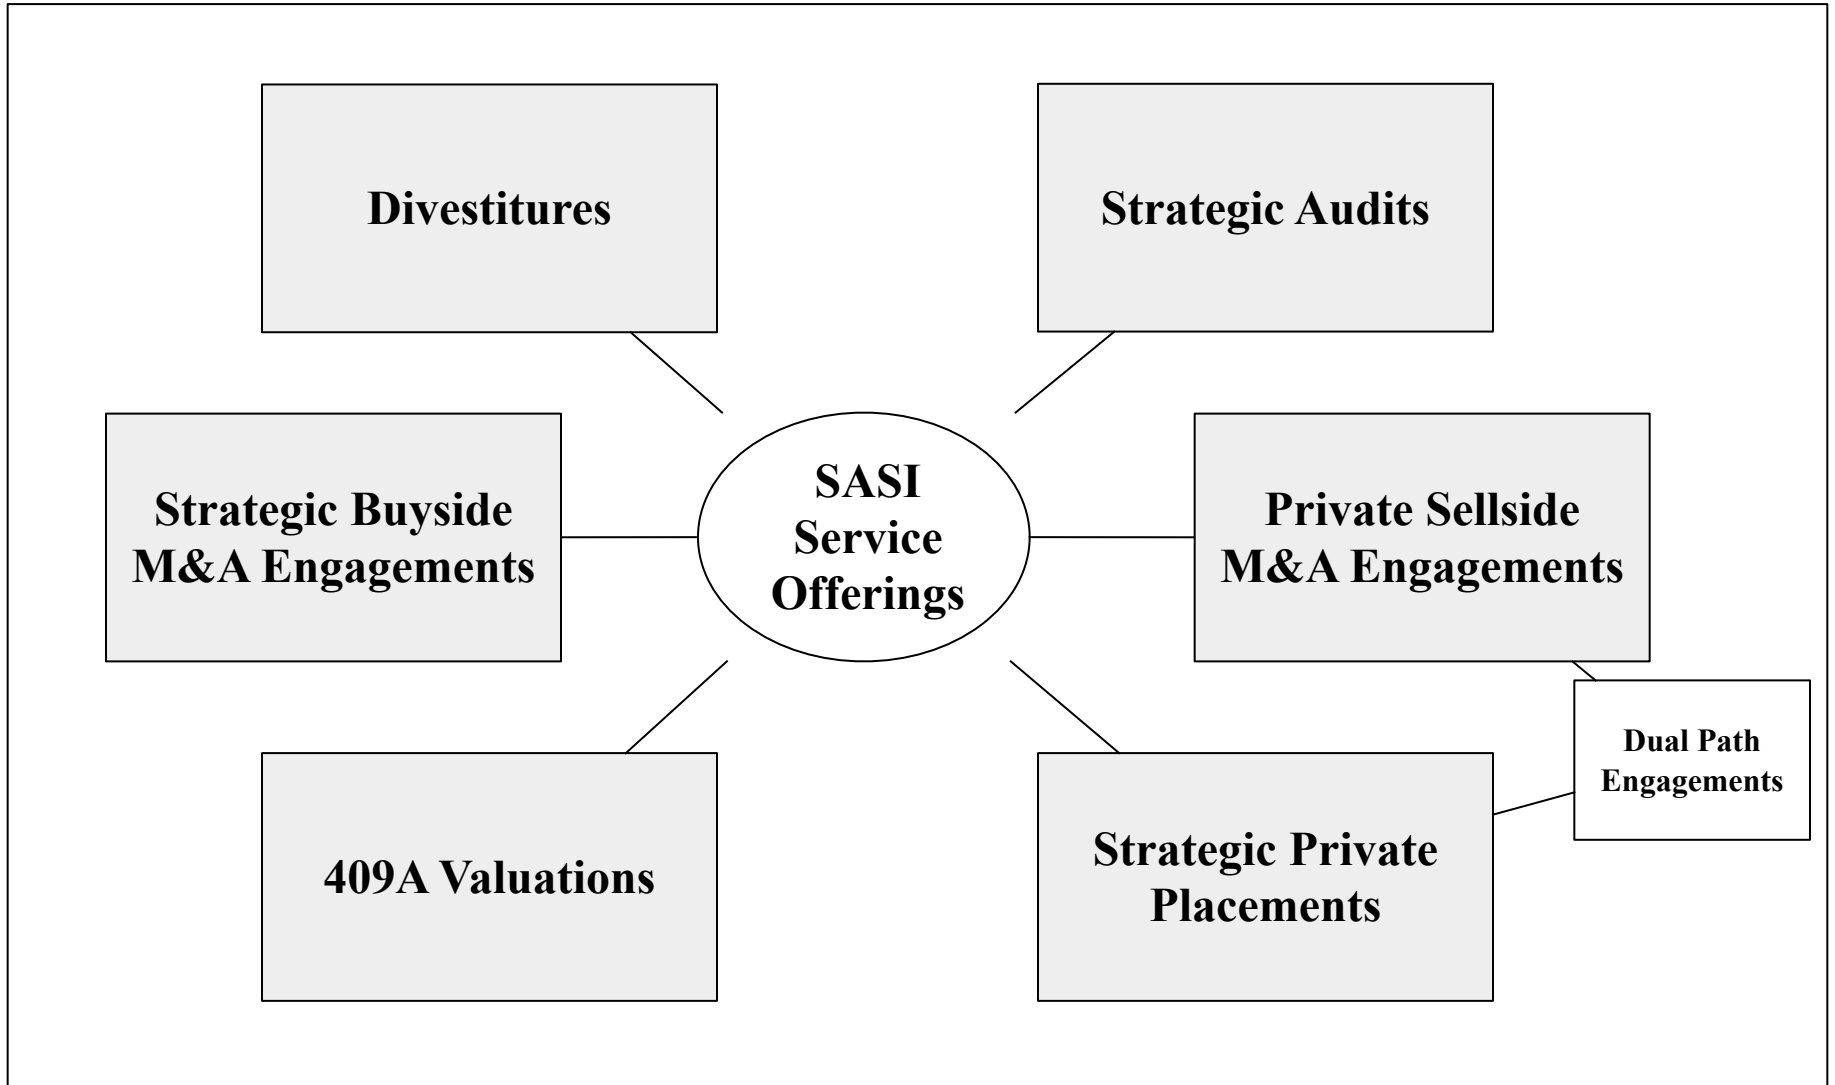 Divestitures
Strategic Audits
Strategic Buyside
M&A Engagements
SASI
Service
Offerings
Private Sellside
M&A Engagements
Dual Path
Engagements
409A Valuations
Strategic Private
Placements